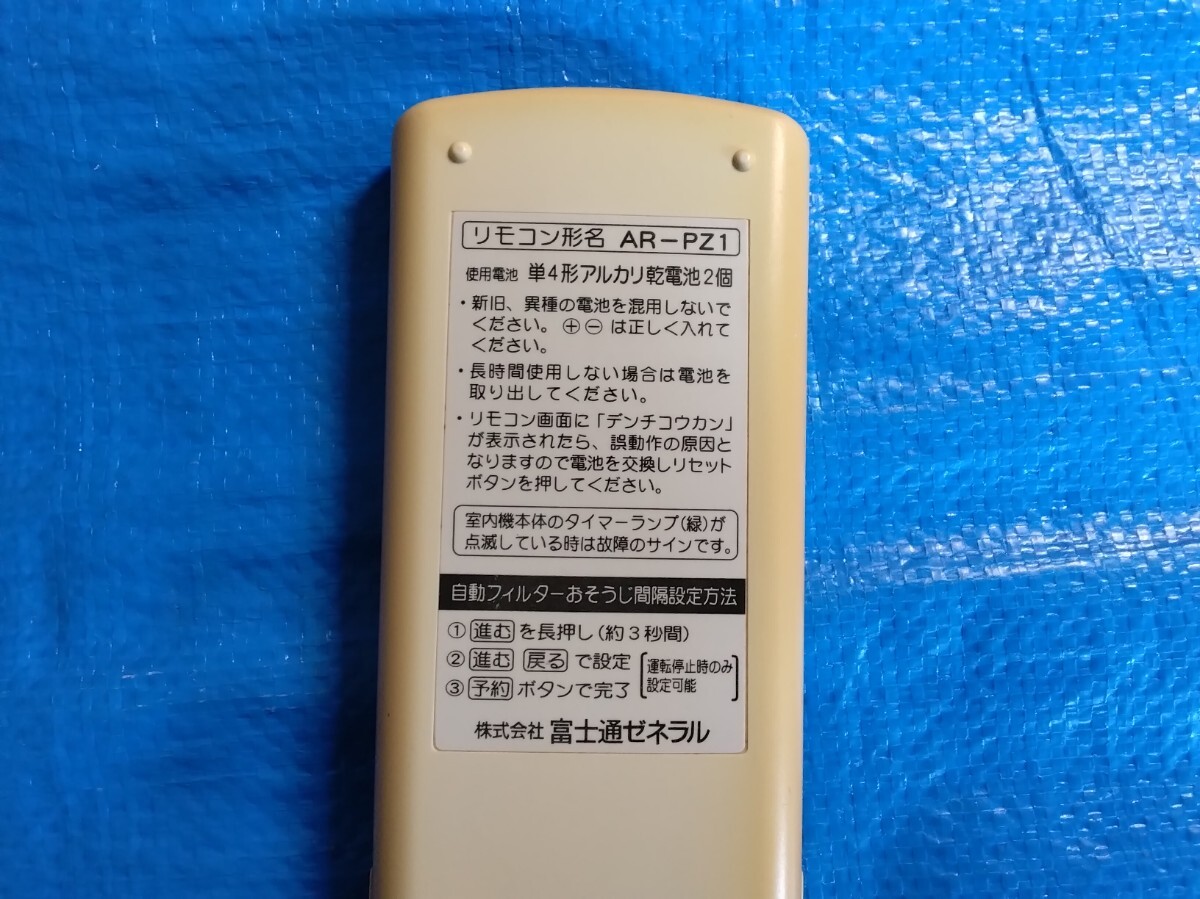 リモコン形名 AR-PZ1
使用電池 単4形アルカリ乾電池2個
・新旧、異種の電池を混用しないで
ください。⊕⊖は正しく入れて
ください。
・長時間使用しない場合は電池を
取り出してください。
・リモコン画面に「デンチコウカン」
が表示されたら、誤動作の原因と
なりますので電池を交換しリセット
ボタンを押してください。
室内機本体のタイマーランプ(緑)が
点滅している時は故障のサインです。
自動フィルターおそうじ間隔設定方法
①進むを長押し(約3秒間)
②進む 戻るで設定
③予約ボタンで完了
運転停止時のみ
設定可能
株式会社 富士通ゼネラル